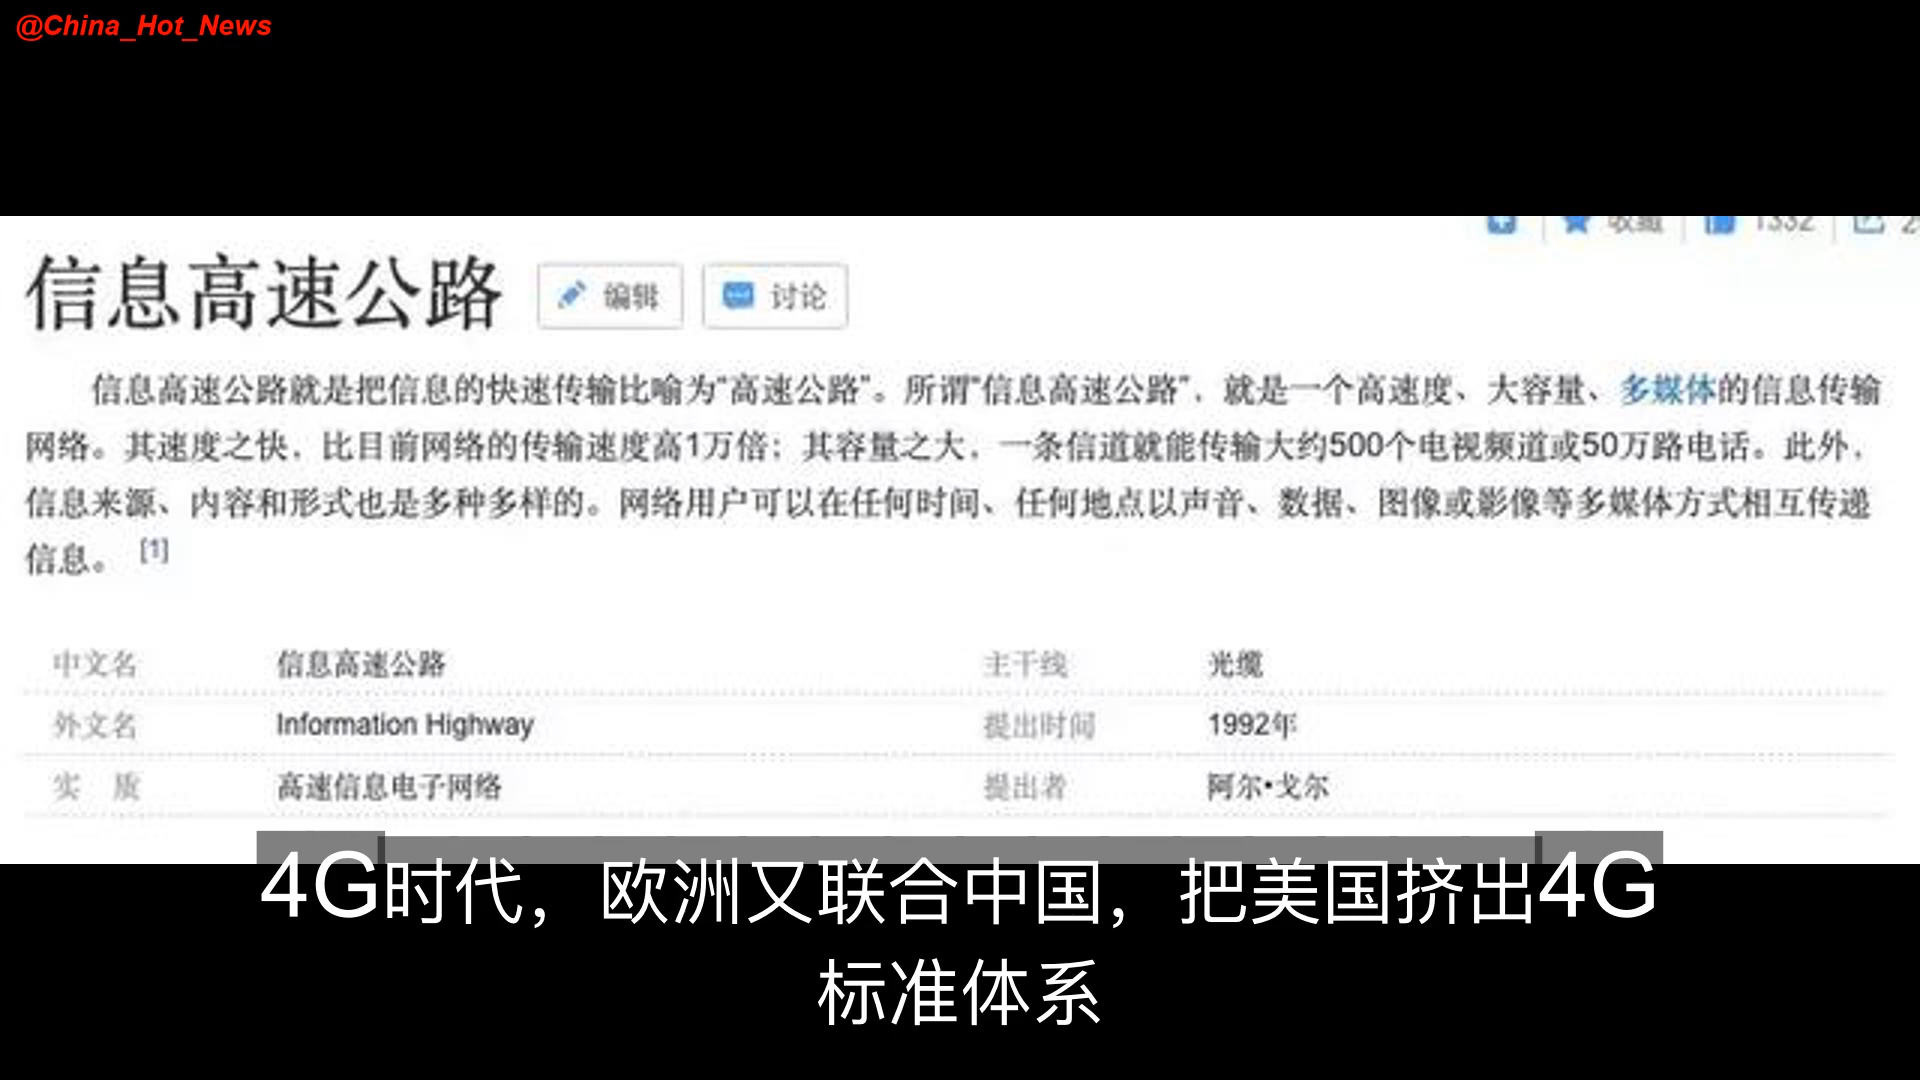 @China_Hot_News
收藏 1332
信息高速公路 编辑 讨论
信息高速公路就是把信息的快速传输比喻为“高速公路”。所谓“信息高速公路”，就是一个高速度、大容量、多媒体的信息传输
网络。其速度之快，比目前网络的传输速度高1万倍；其容量之大，一条信道就能传输大约500个电视频道或50万路电话。此外，
信息来源、内容和形式也是多种多样的。网络用户可以在任何时间、任何地点以声音、数据、图像或影像等多媒体方式相互传递
信息。 [1]
中文名 信息高速公路 主干线 光缆
外文名 Information Highway 提出时间 1992年
实 质 高速信息电子网络 提出者 阿尔•戈尔
4G时代，欧洲又联合中国，把美国挤出4G
标准体系